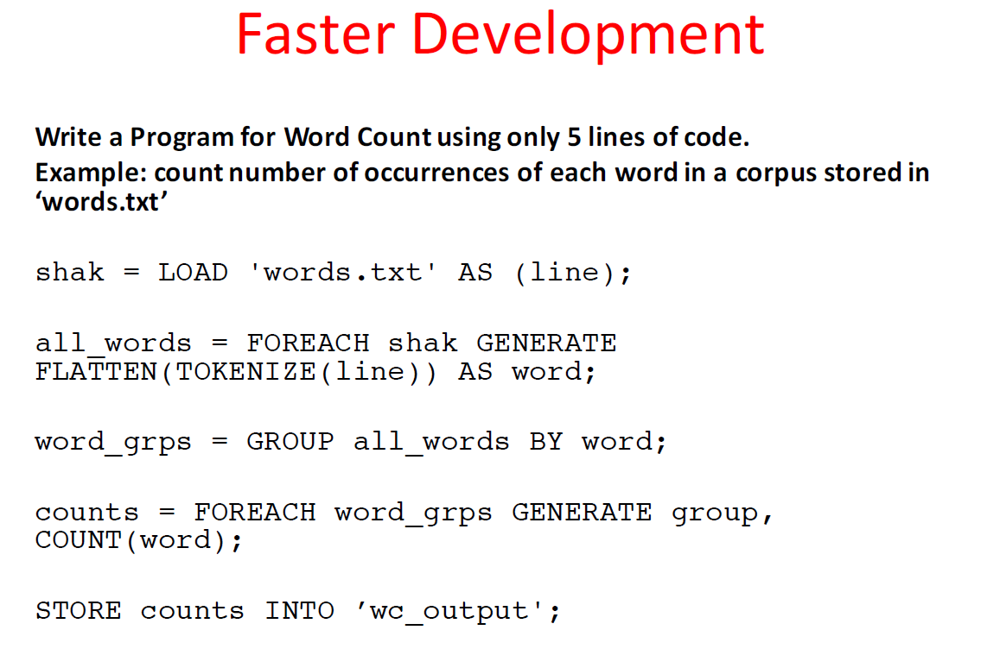 Faster Development
Write a Program for Word Count using only 5 lines of code.
Example: count number of occurrences of each word in a corpus stored in
‘words.txt’
shak = LOAD 'words.txt' AS (line);
all_words = FOREACH shak GENERATE
FLATTEN(TOKENIZE(line)) AS word;
word_grps = GROUP all_words BY word;
counts = FOREACH word_grps GENERATE group,
COUNT(word);
STORE counts INTO ’wc_output';